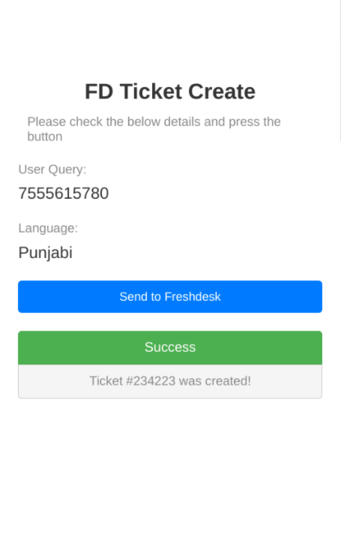 FD Ticket Create
Please check the below details and press the
button
User Query:
7555615780
Language:
Punjabi
Send to Freshdesk
Success
Ticket #234223 was created!